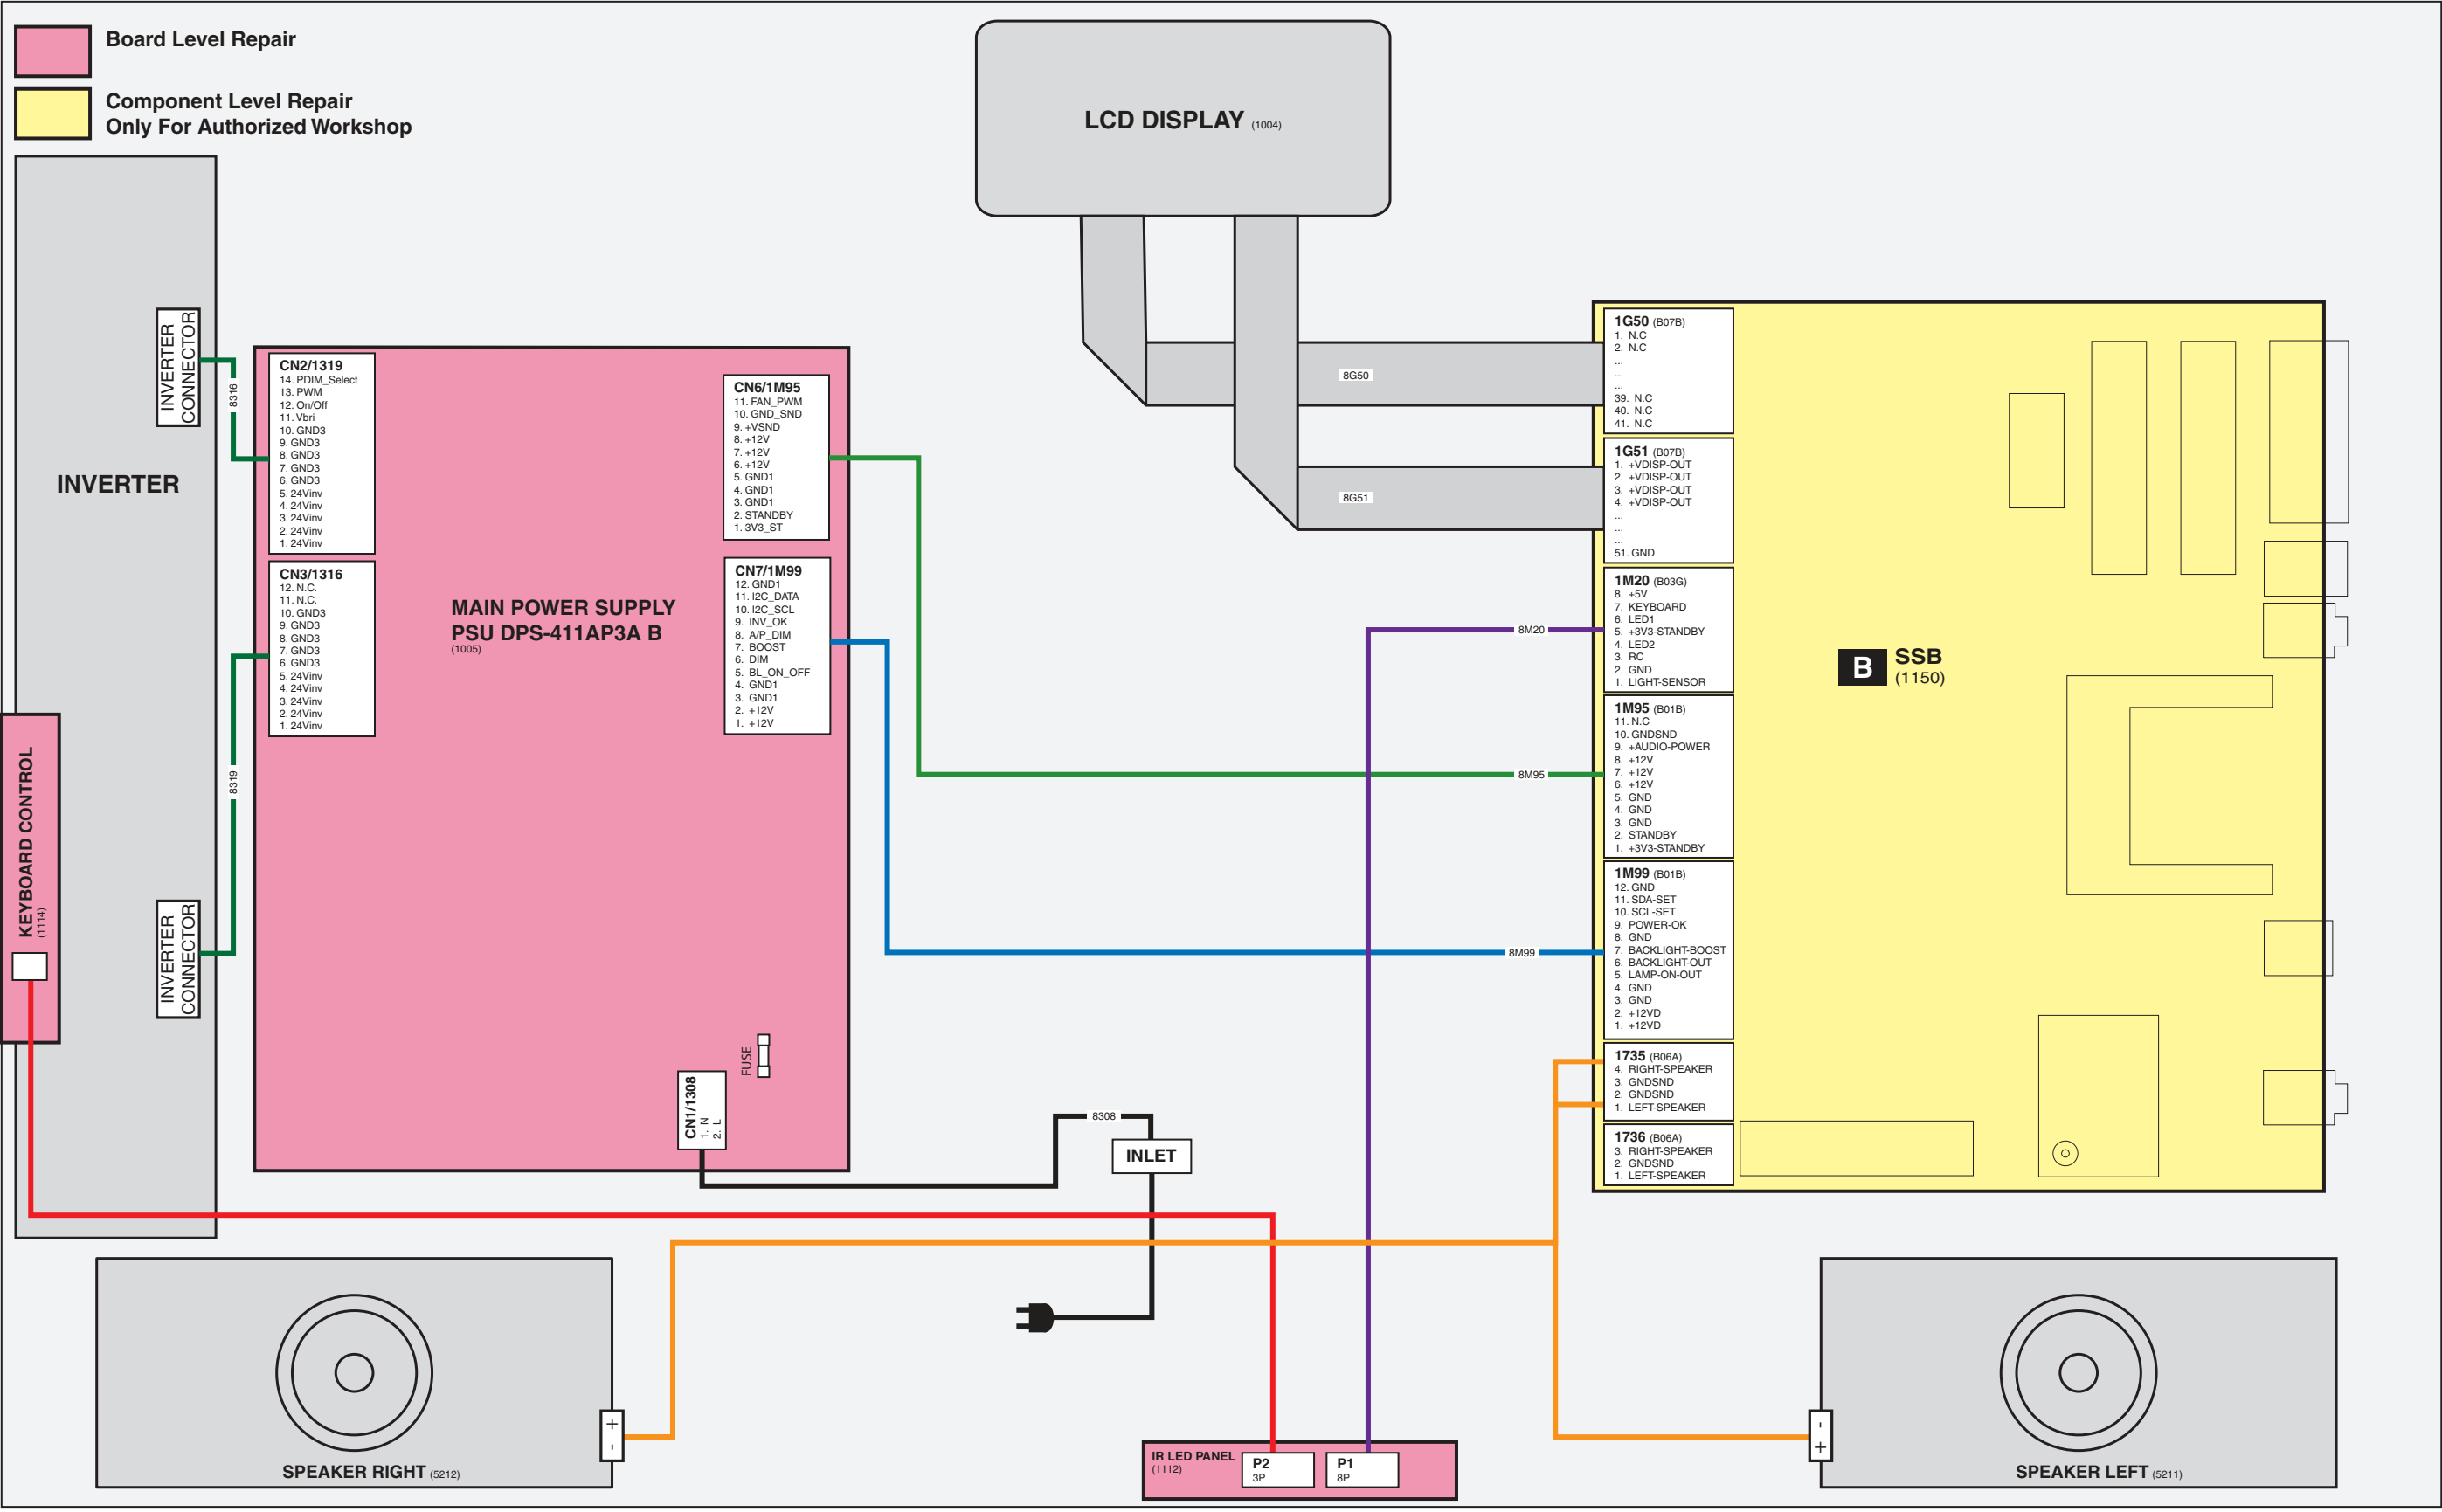 Board Level Repair
Component Level Repair
Only For Authorized Workshop
LCD DISPLAY (1004)
INVERTER
INVERTER
CONNECTOR
8316
CN2/1319
14. PDIM_Select
13. PWM
12. On/Off
11. Vbri
10. GND3
9. GND3
8. GND3
7. GND3
6. GND3
5. 24Vinv
4. 24Vinv
3. 24Vinv
2. 24Vinv
1. 24Vinv
CN3/1316
12. N.C.
11. N.C.
10. GND3
9. GND3
8. GND3
7. GND3
6. GND3
5. 24Vinv
4. 24Vinv
3. 24Vinv
2. 24Vinv
1. 24Vinv
8319
INVERTER
CONNECTOR
KEYBOARD CONTROL
(1114)
MAIN POWER SUPPLY
PSU DPS-411AP3A B
(1005)
CN6/1M95
11. FAN_PWM
10. GND_SND
9. +VSND
8. +12V
7. +12V
6. +12V
5. GND1
4. GND1
3. GND1
2. STANDBY
1. 3V3_ST
CN7/1M99
12. GND1
11. I2C_DATA
10. I2C_SCL
9. INV_OK
8. A/P_DIM
7. BOOST
6. DIM
5. BL_ON_OFF
4. GND1
3. GND1
2. +12V
1. +12V
FUSE
CN1/1308
1. N
2. L
8308
INLET
8G50
8G51
8M20
8M95
8M99
1G50 (B07B)
1. N.C
2. N.C
...
...
...
39. N.C
40. N.C
41. N.C
1G51 (B07B)
1. +VDISP-OUT
2. +VDISP-OUT
3. +VDISP-OUT
4. +VDISP-OUT
...
...
...
51. GND
1M20 (B03G)
8. +5V
7. KEYBOARD
6. LED1
5. +3V3-STANDBY
4. LED2
3. RC
2. GND
1. LIGHT-SENSOR
1M95 (B01B)
11. N.C
10. GNDSND
9. +AUDIO-POWER
8. +12V
7. +12V
6. +12V
5. GND
4. GND
3. GND
2. STANDBY
1. +3V3-STANDBY
1M99 (B01B)
12. GND
11. SDA-SET
10. SCL-SET
9. POWER-OK
8. GND
7. BACKLIGHT-BOOST
6. BACKLIGHT-OUT
5. LAMP-ON-OUT
4. GND
3. GND
2. +12VD
1. +12VD
1735 (B06A)
4. RIGHT-SPEAKER
3. GNDSND
2. GNDSND
1. LEFT-SPEAKER
1736 (B06A)
3. RIGHT-SPEAKER
2. GNDSND
1. LEFT-SPEAKER
B SSB
(1150)
+
-
SPEAKER RIGHT (5212)
IR LED PANEL
(1112)
P2
3P
P1
8P
-
+
SPEAKER LEFT (5211)